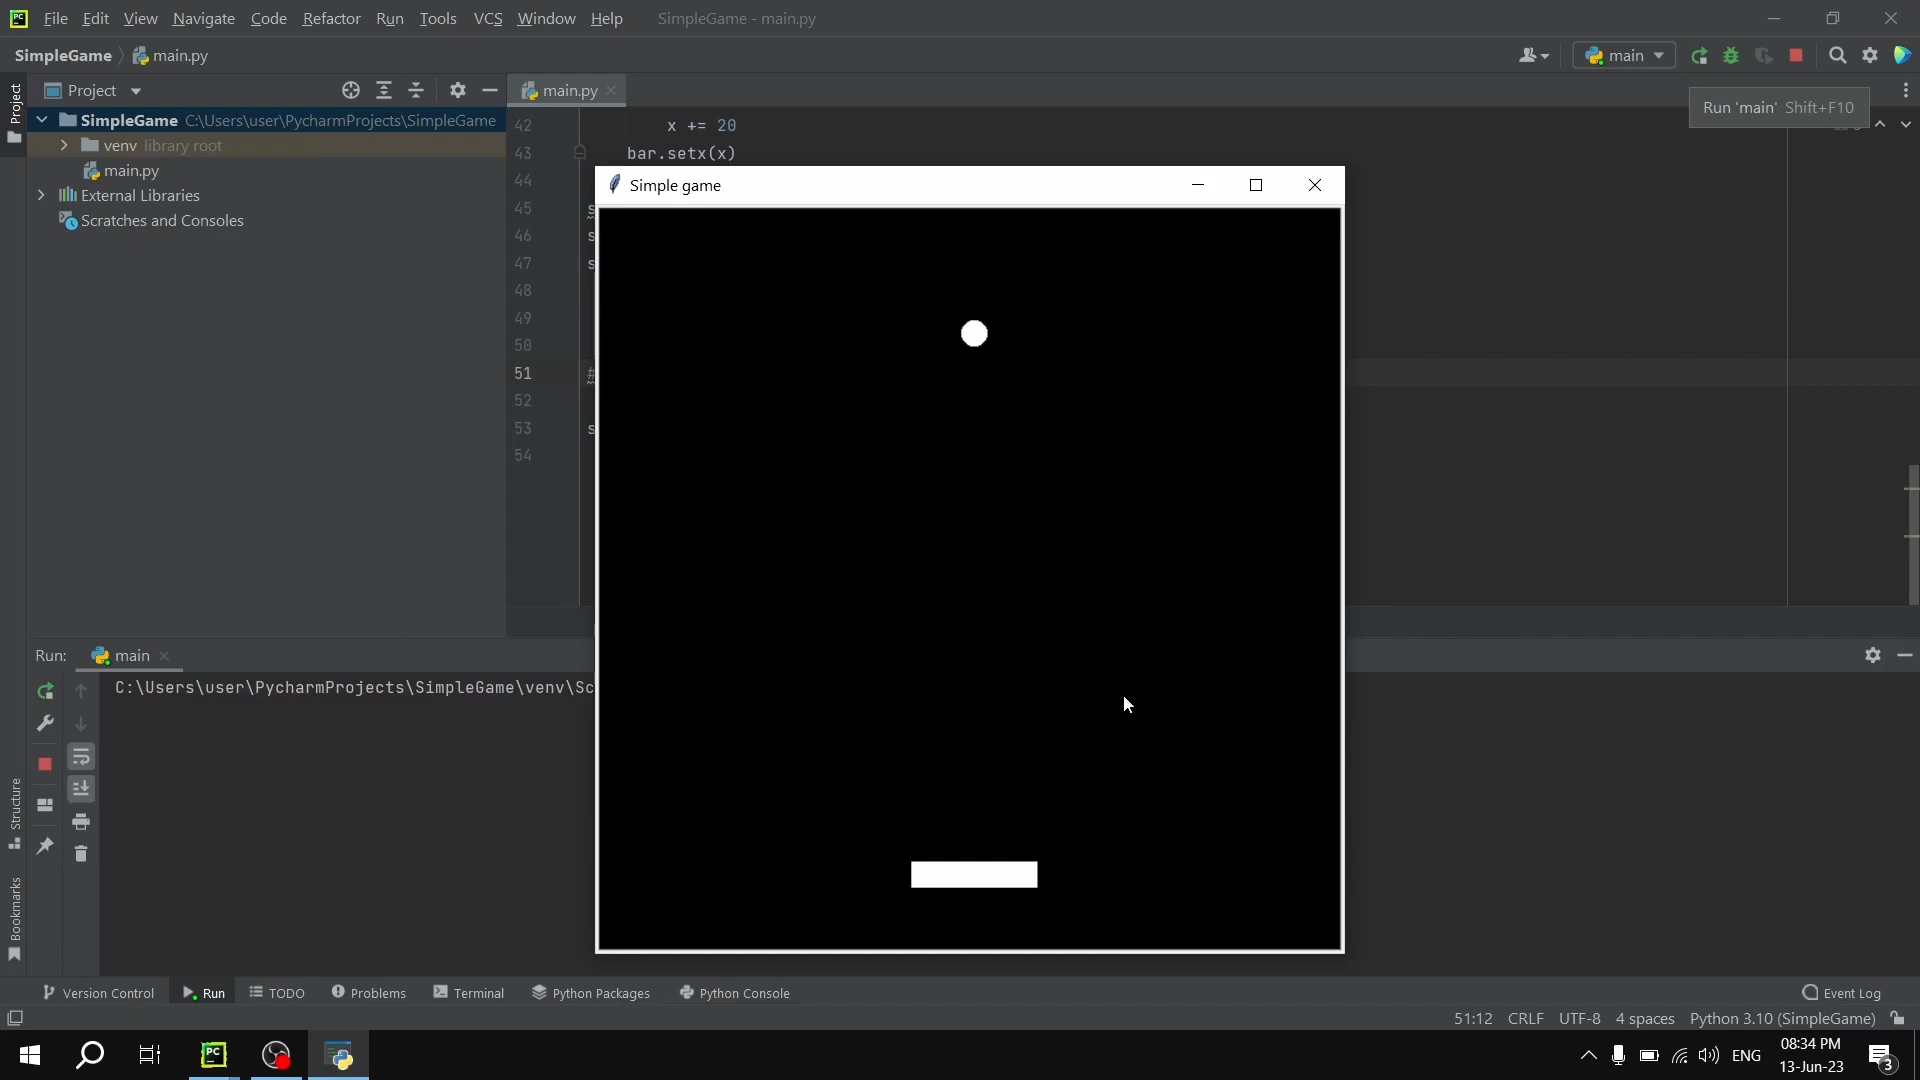 PC File Edit View Navigate Code Refactor Run Tools VCS Window Help SimpleGame - main.py
SimpleGame main.py main
Project main.py
Run 'main' Shift+F10
Project
SimpleGame C:\Users\user\PycharmProjects\SimpleGame
venv library root
main.py
External Libraries
Scratches and Consoles
42 x += 20
43 bar.setx(x)
44
45 s
46 s
47 s
48
49
50
51 #
52
53 s
54
Simple game
Run: main
C:\Users\user\PycharmProjects\SimpleGame\venv\Sc
Structure
Bookmarks
Version Control Run TODO Problems Terminal Python Packages Python Console Event Log
51:12 CRLF UTF-8 4 spaces Python 3.10 (SimpleGame)
PC ENG 08:34 PM
13-Jun-23 3